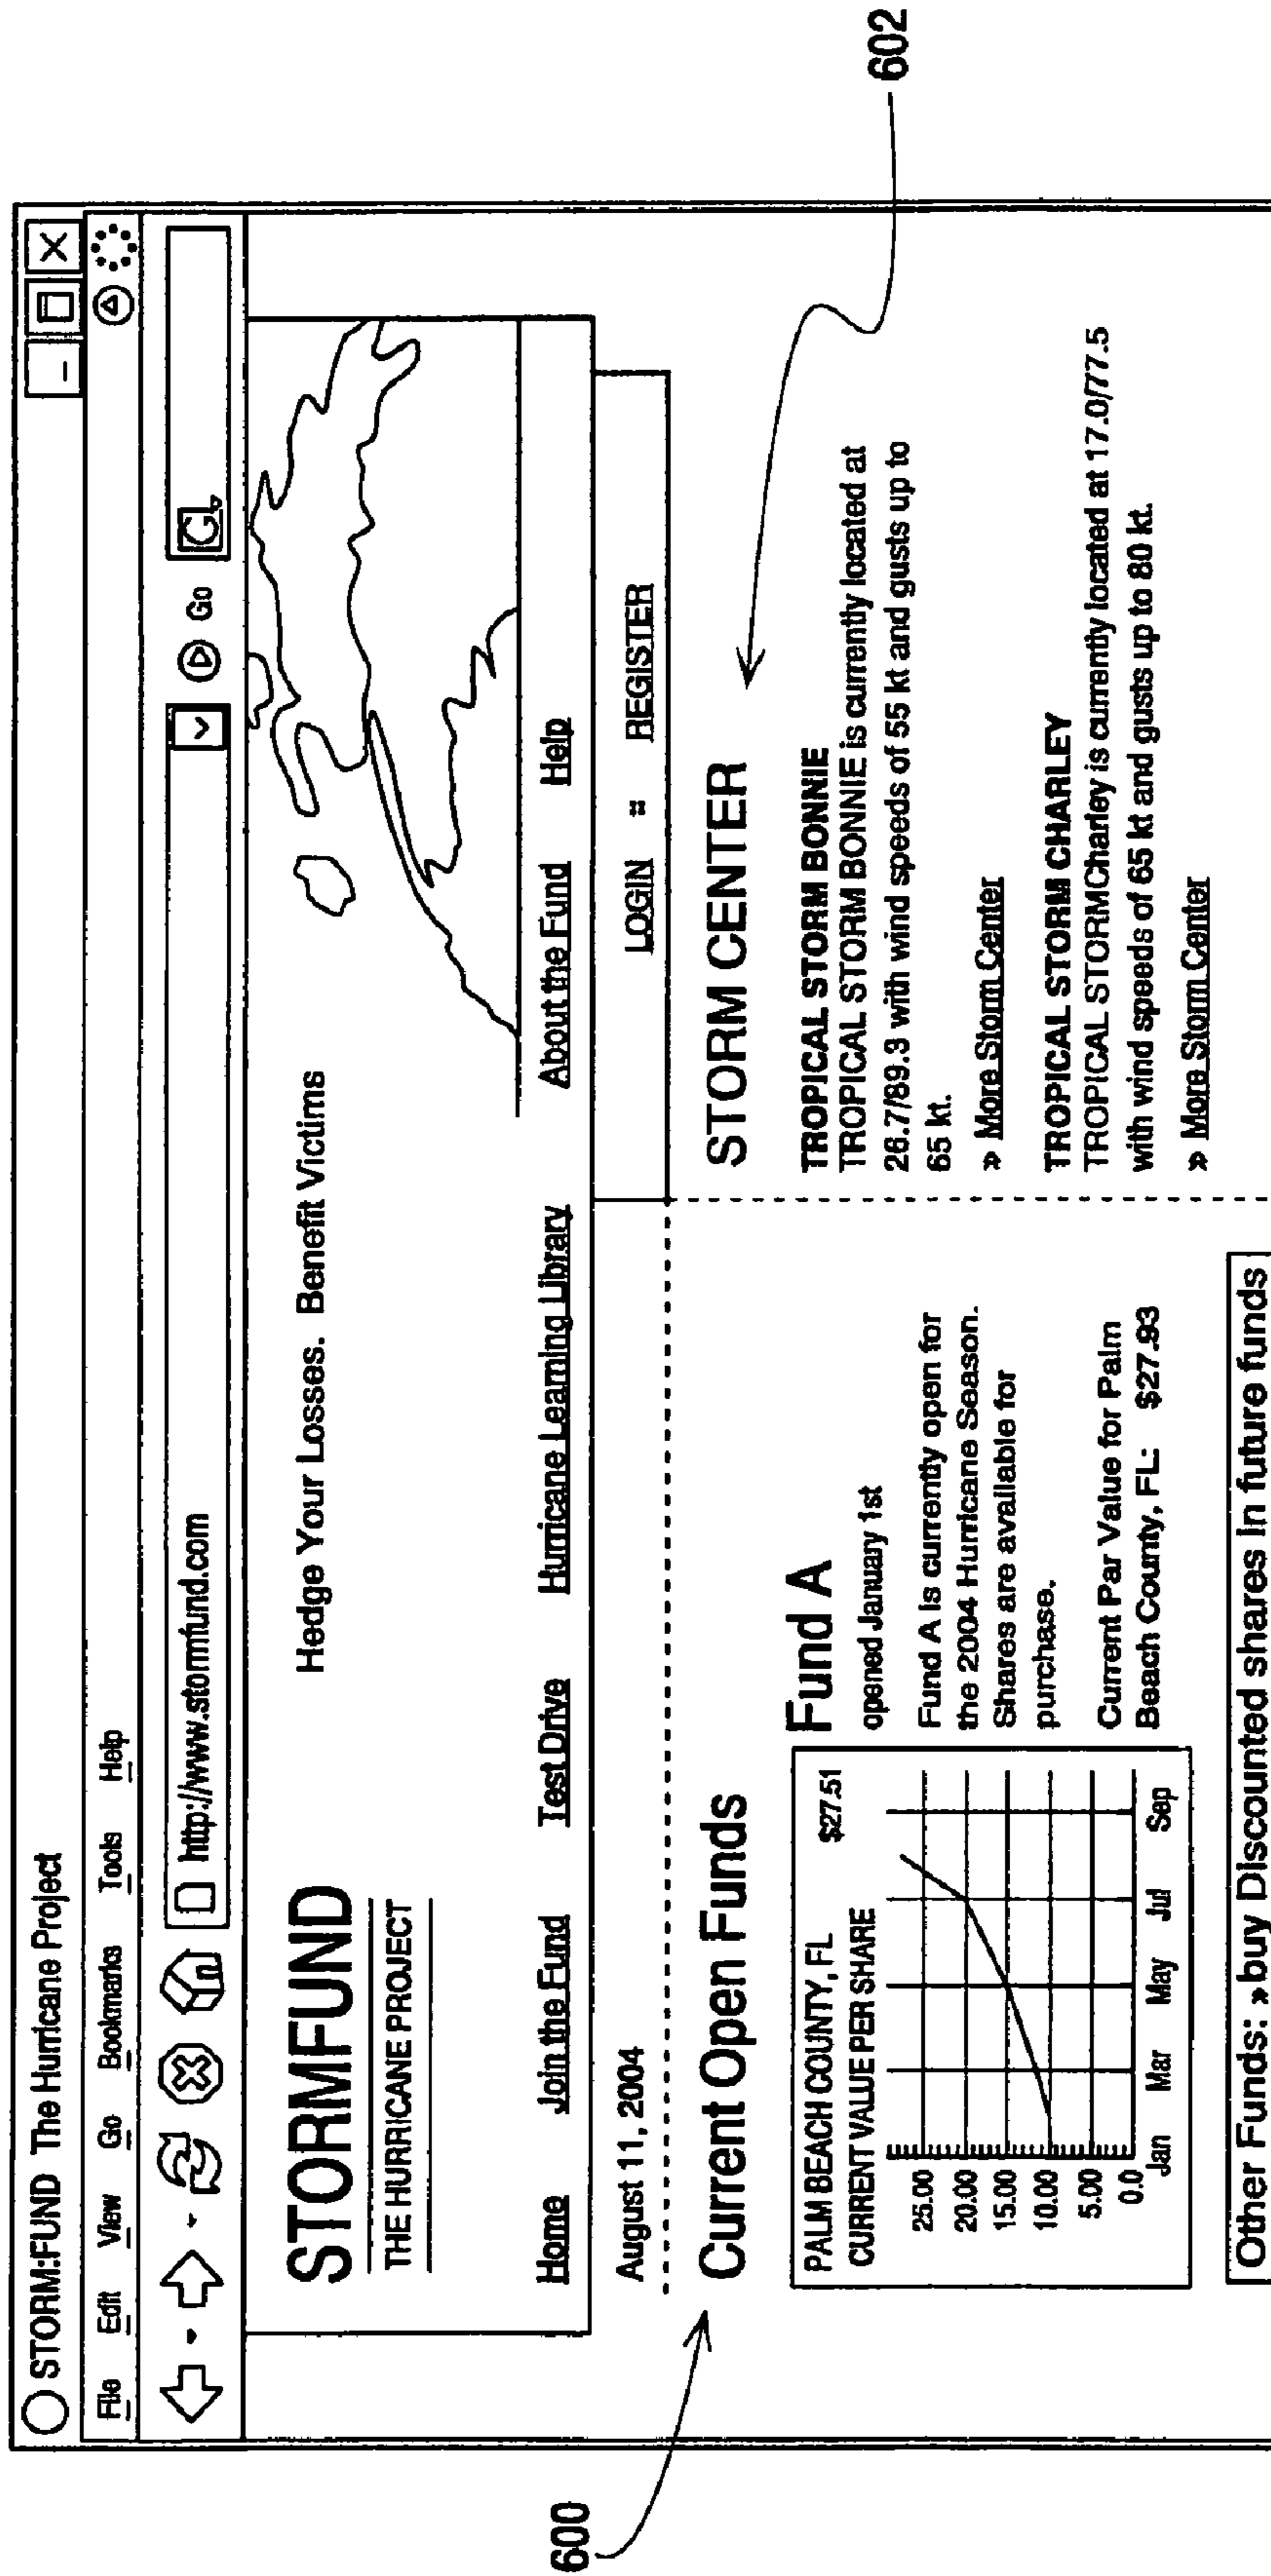 STORM:FUND The Hurricane Project
File Edit View Go Bookmarks Tools Help
http://www.stormfund.com
Go
G
STORMFUND
THE HURRICANE PROJECT
Hedge Your Losses. Benefit Victims
Home Join the Fund Test Drive Hurricane Learning Library About the Fund Help
August 11, 2004
LOGIN :: REGISTER
600
Current Open Funds
PALM BEACH COUNTY, FL $27.51
CURRENT VALUE PER SHARE
25.00
20.00
15.00
10.00
5.00
0.0
Jan Mar May Jul Sep
Fund A
opened January 1st
Fund A is currently open for
the 2004 Hurricane Season.
Shares are available for
purchase.
Current Par Value for Palm
Beach County, FL: $27.93
Other Funds: » buy Discounted shares in future funds
602
STORM CENTER
TROPICAL STORM BONNIE
TROPICAL STORM BONNIE is currently located at
26.7/89.3 with wind speeds of 55 kt and gusts up to
65 kt.
» More Storm Center
TROPICAL STORM CHARLEY
TROPICAL STORMCharley is currently located at 17.0/77.5
with wind speeds of 65 kt and gusts up to 80 kt.
» More Storm Center